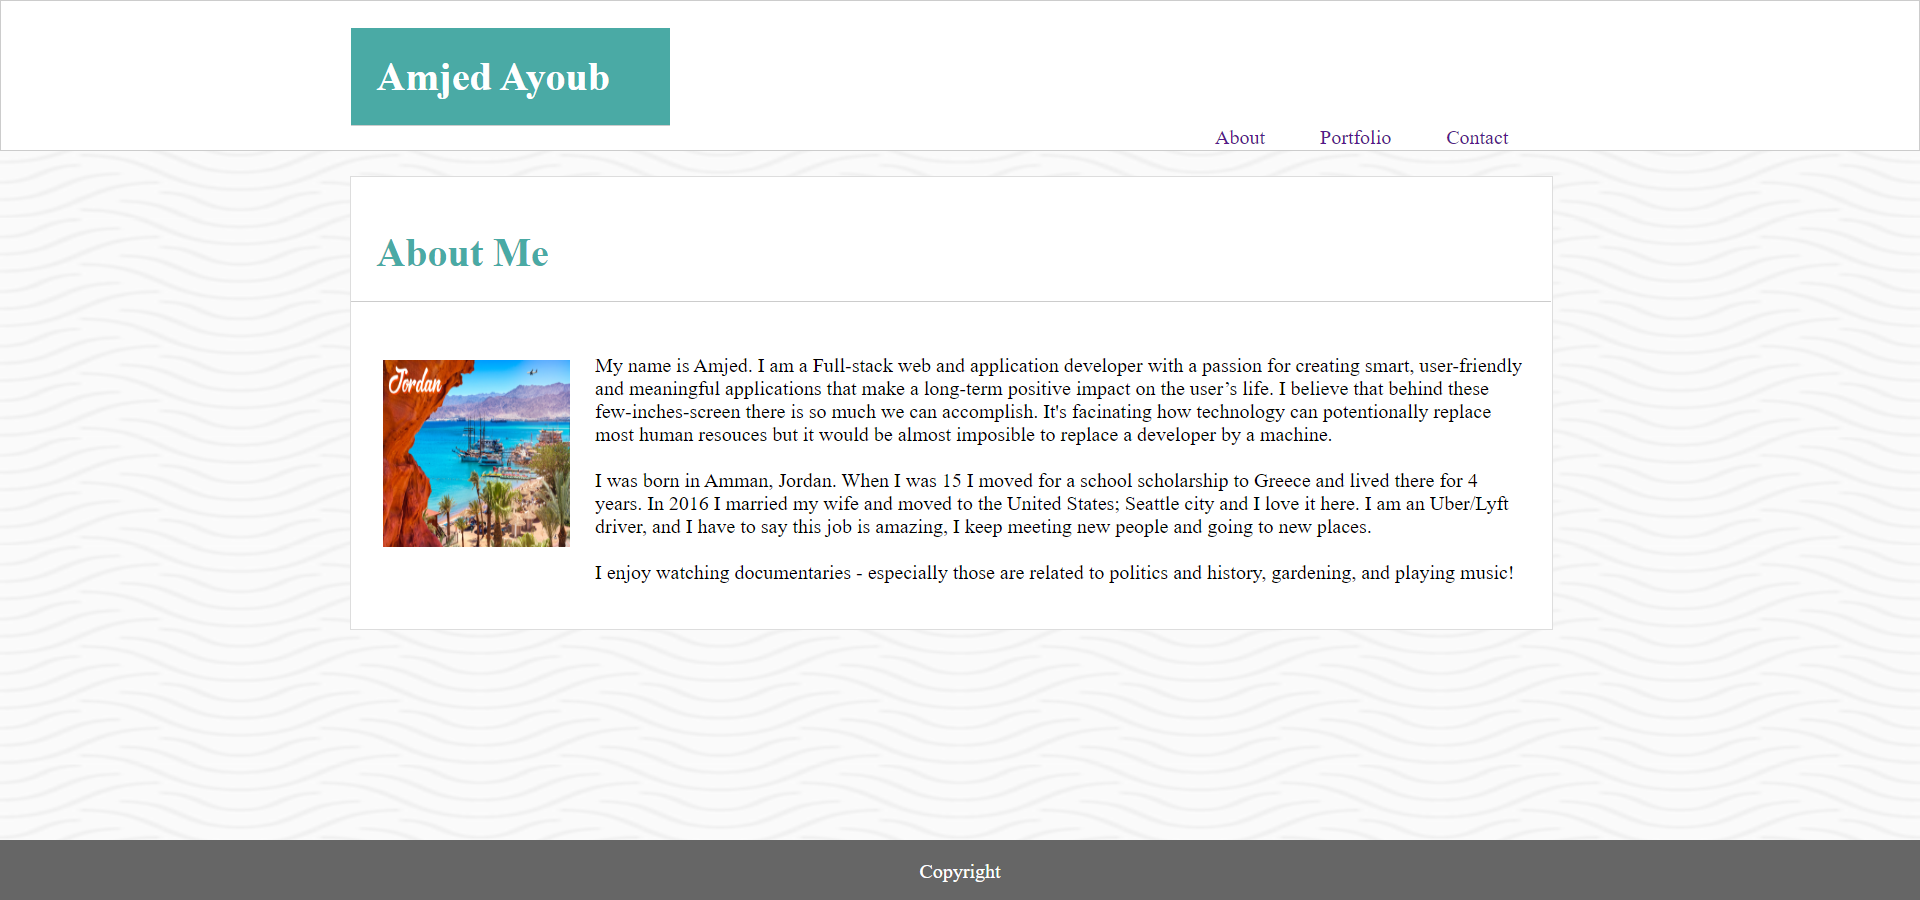 Amjed Ayoub
About
Portfolio
Contact
About Me
Jordan
My name is Amjed. I am a Full-stack web and application developer with a passion for creating smart, user-friendly
and meaningful applications that make a long-term positive impact on the user’s life. I believe that behind these
few-inches-screen there is so much we can accomplish. It's facinating how technology can potentionally replace
most human resouces but it would be almost imposible to replace a developer by a machine.
I was born in Amman, Jordan. When I was 15 I moved for a school scholarship to Greece and lived there for 4
years. In 2016 I married my wife and moved to the United States; Seattle city and I love it here. I am an Uber/Lyft
driver, and I have to say this job is amazing, I keep meeting new people and going to new places.
I enjoy watching documentaries - especially those are related to politics and history, gardening, and playing music!
Copyright